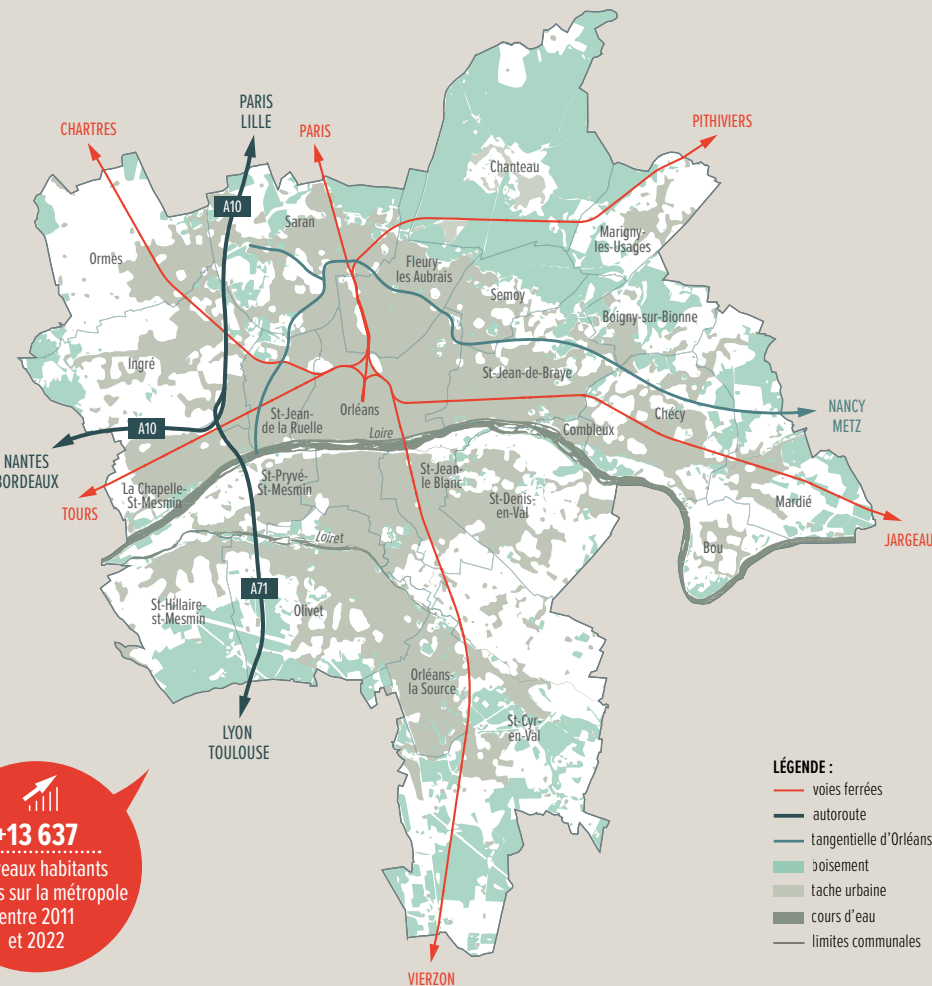 PARIS
LILLE
CHARTRES
PARIS
PITHIVIERS
Chanteau
A10
Saran
Marigny-
les-Usages
Ormès
Fleury-
les Aubrais
Semoy
Boigny-sur-Bionne
Ingré
St-Jean-de-Braye
NANCY
METZ
Orléans
St-Jean-
de la Ruelle
Chécy
A10
Loire
Combleux
NANTES
BORDEAUX
St-Pryvé-
St-Mesmin
St-Jean-
le Blanc
La Chapelle-
St-Mesmin
St-Denis-
en-Val
Mardié
TOURS
Loiret
JARGEAU
Bou
A71
St-Hillaire-
st-Mesmin
Olivet
Orléans-
la Source
St-Cyr-
en-Val
LYON
TOULOUSE
+13 637
habitants
sur la métropole
entre 2011
et 2022
LÉGENDE :
voies ferrées
autoroute
tangentielle d'Orléans
boisement
tache urbaine
cours d'eau
limites communales
VIERZON